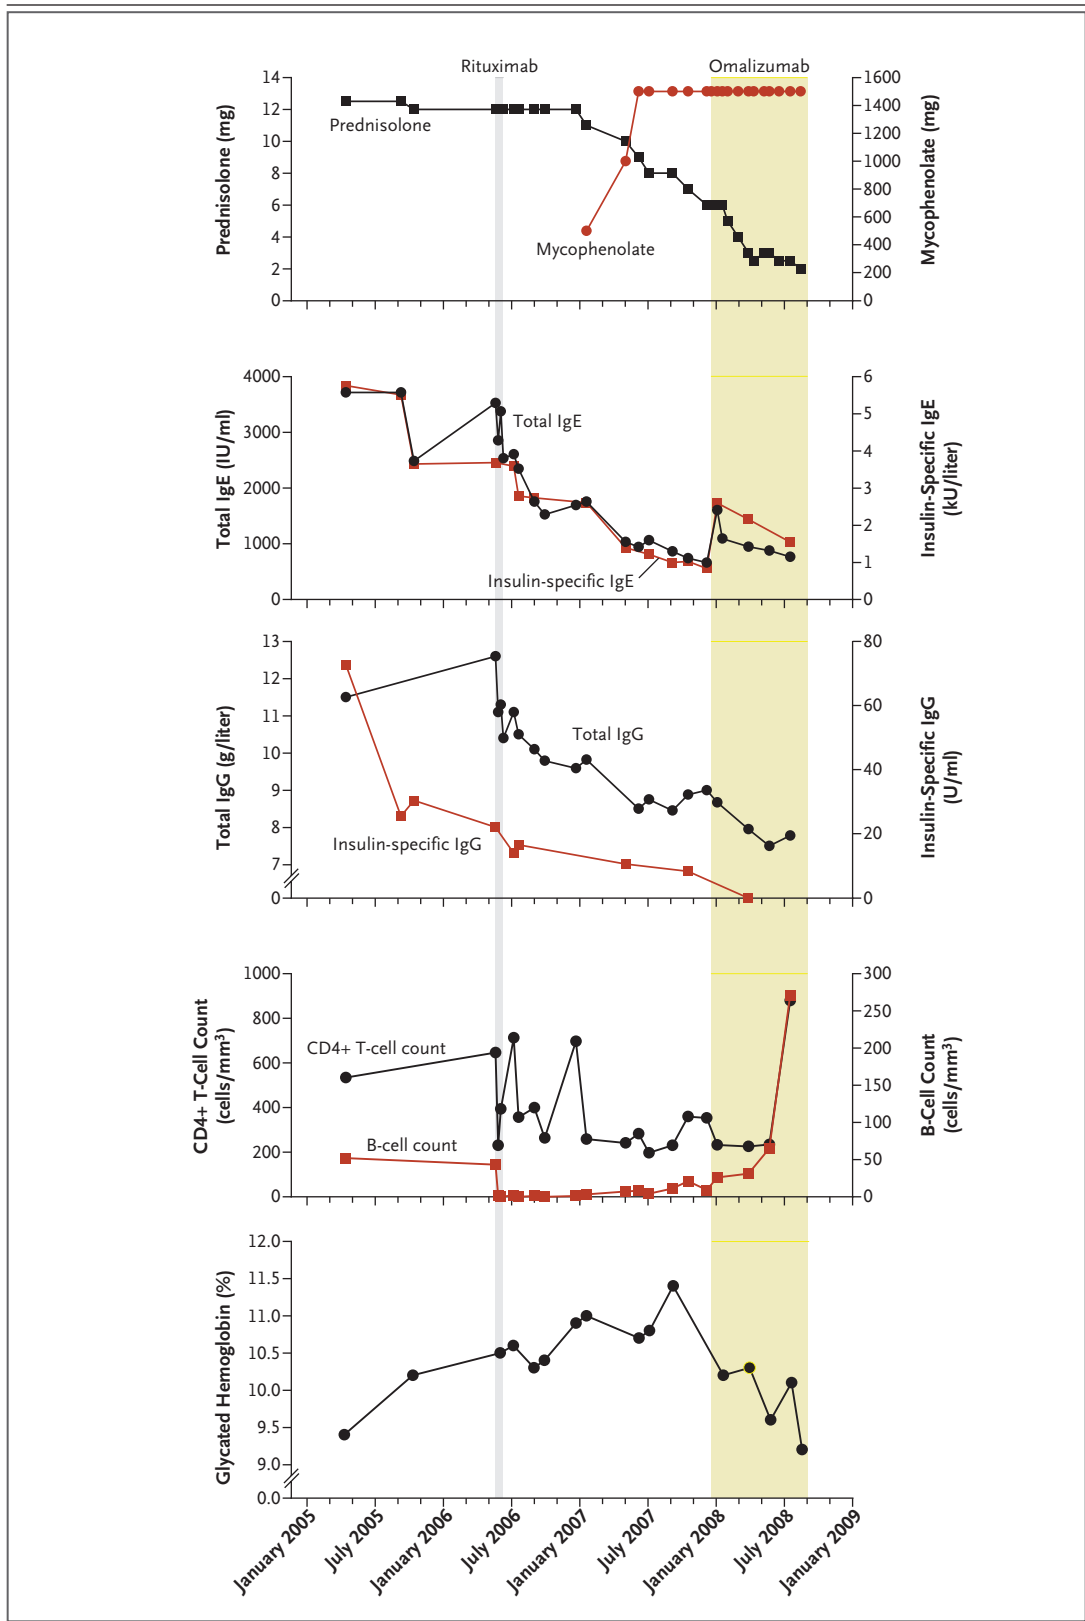 Rituximab
Omalizumab
14
12
10
8
6
4
2
0
Prednisolone (mg)
Prednisolone
Mycophenolate
1600
1400
1200
1000
800
600
400
200
0
Mycophenolate (mg)
4000
3000
2000
1000
0
Total IgE (IU/ml)
Total IgE
Insulin-specific IgE
6
5
4
3
2
1
0
Insulin-Specific IgE
(kU/liter)
13
12
11
10
9
8
7
0
Total IgG (g/liter)
Total IgG
Insulin-specific IgG
80
60
40
20
0
Insulin-Specific IgG
(U/ml)
1000
800
600
400
200
0
CD4+ T-Cell Count
(cells/mm³)
CD4+ T-cell count
B-cell count
300
250
200
150
100
50
0
B-Cell Count
(cells/mm³)
12.0
11.5
11.0
10.5
10.0
9.5
9.0
0.0
Glycated Hemoglobin (%)
January 2005
July 2005
January 2006
July 2006
January 2007
July 2007
January 2008
July 2008
January 2009